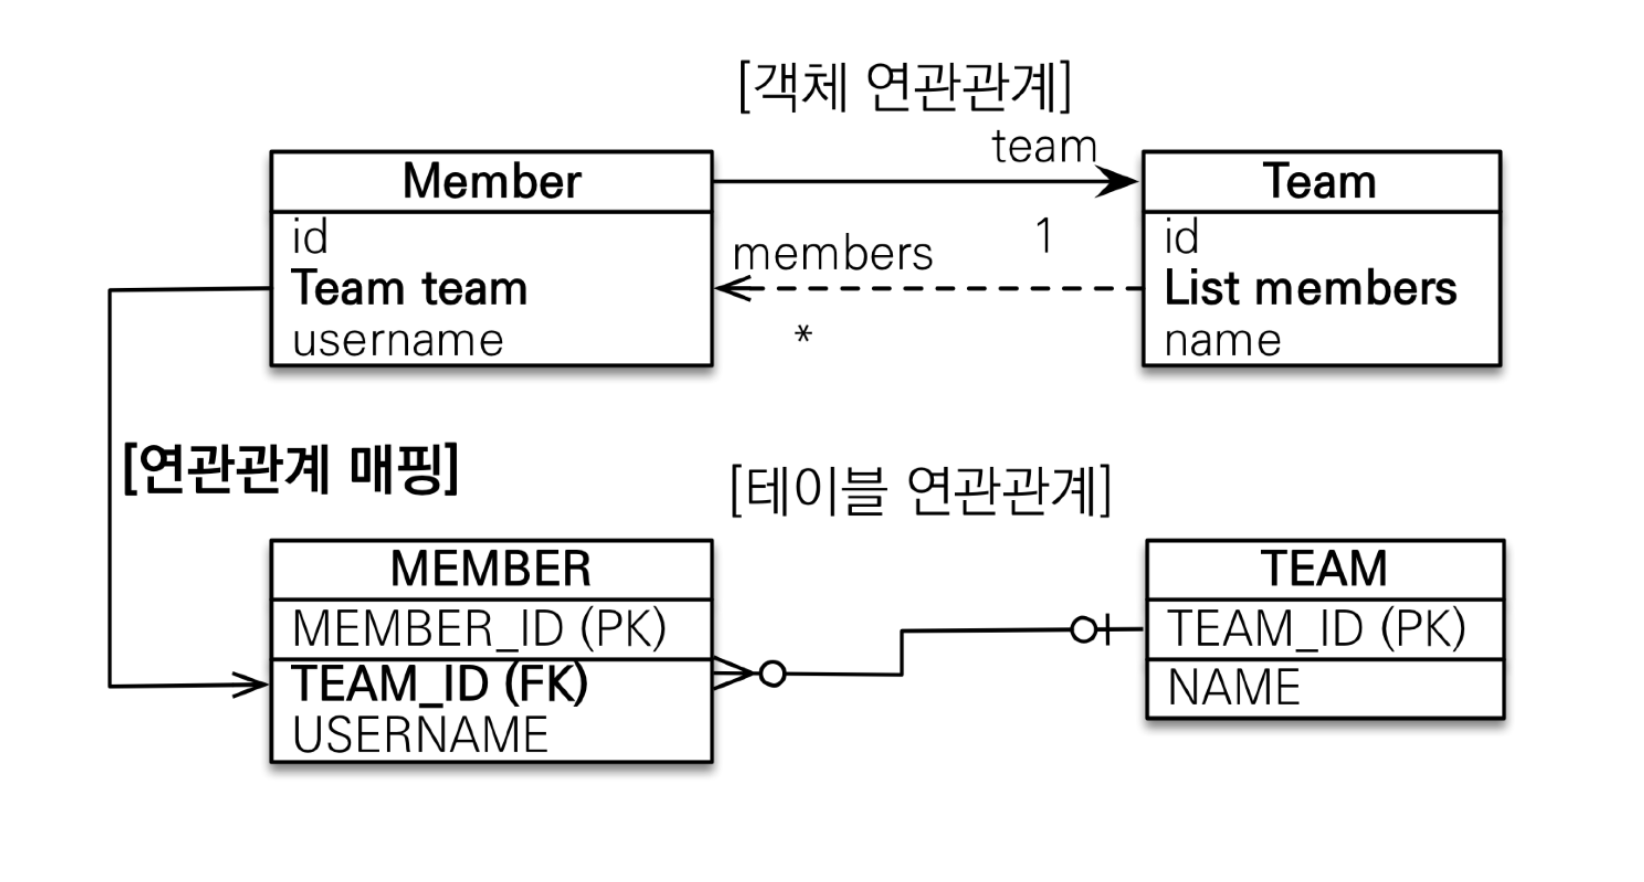 [객체 연관관계]
team
Member
Team
id
Team team
username
members
1
*
id
List members
name
[연관관계 매핑]
[테이블 연관관계]
MEMBER
MEMBER_ID (PK)
TEAM_ID (FK)
USERNAME
TEAM
TEAM_ID (PK)
NAME